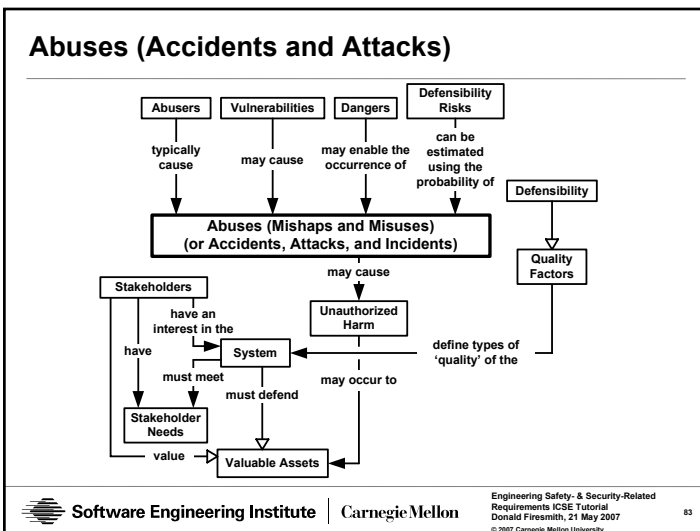 Abuses (Accidents and Attacks)
Abusers
Vulnerabilities
Dangers
Defensibility
Risks
typically
cause
may cause
may enable the
occurrence of
can be
estimated
using the
probability of
Defensibility
Abuses (Mishaps and Misuses)
(or Accidents, Attacks, and Incidents)
Quality
Factors
may cause
Stakeholders
Unauthorized
Harm
have an
interest in the
have
System
define types of
‘quality’ of the
must meet
must defend
may occur to
Stakeholder
Needs
value
Valuable Assets
Software Engineering Institute
Carnegie Mellon
Engineering Safety- & Security-Related
Requirements ICSE Tutorial
Donald Firesmith, 21 May 2007
© 2007 Carnegie Mellon University
83